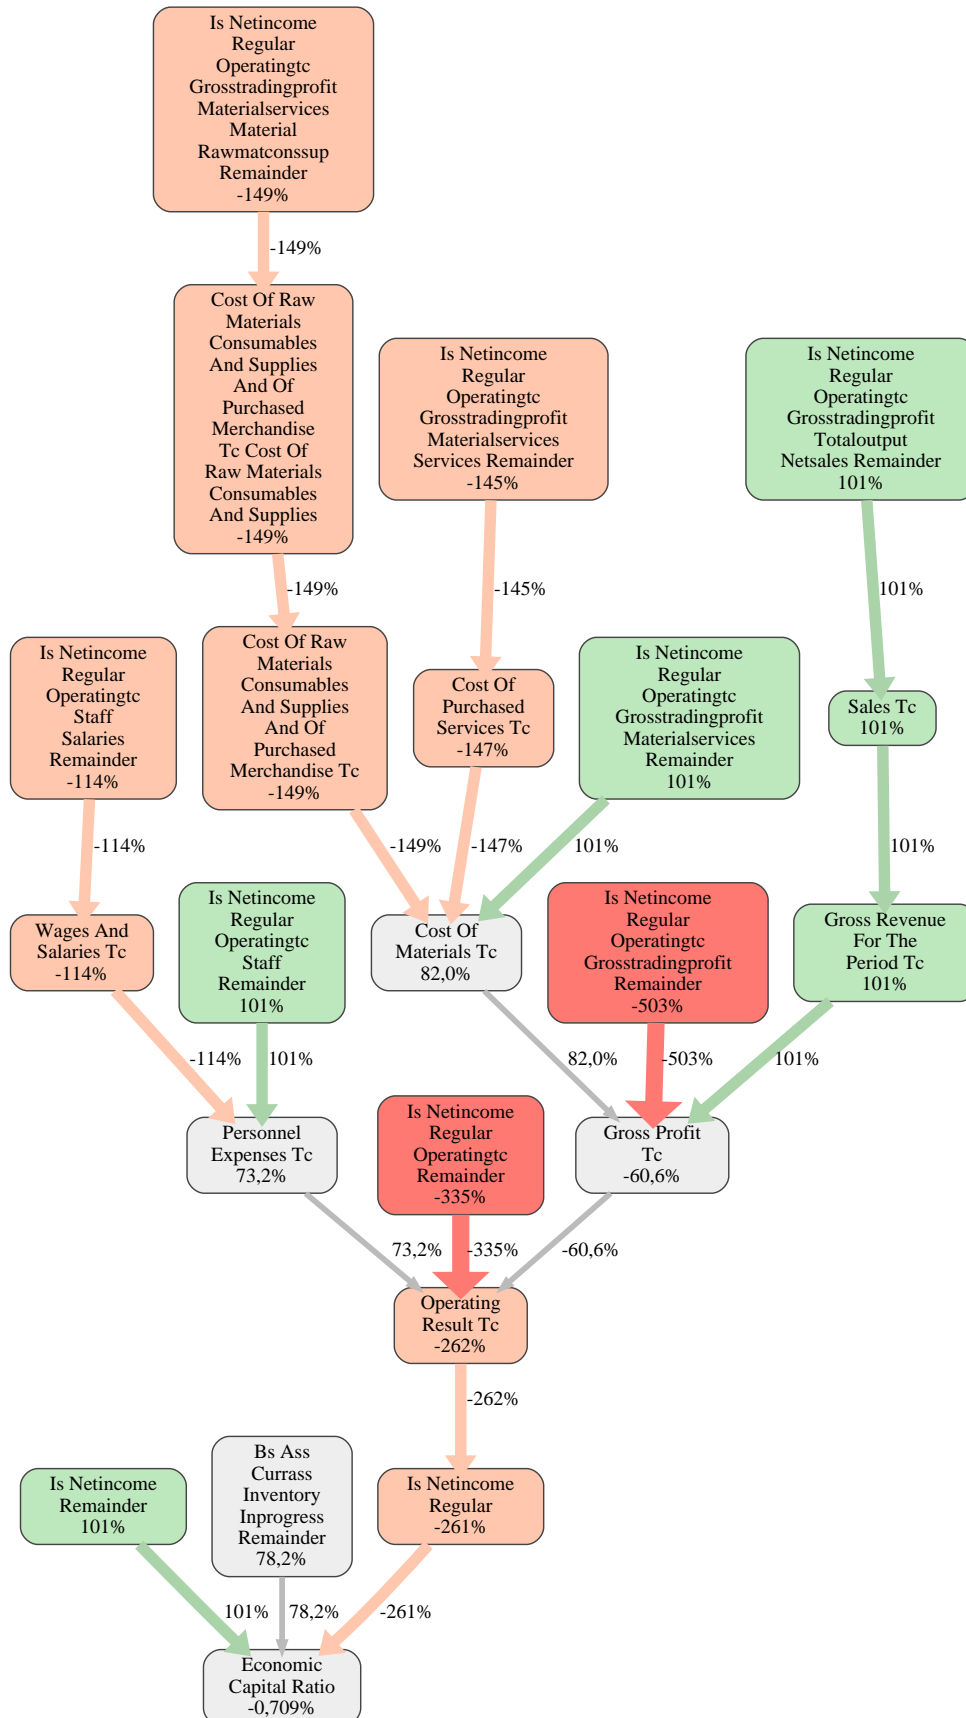 Is Netincome
Regular
Operatingtc
Grosstradingprofit
Materialservices
Material
Rawmatconssup
Remainder
-149%
-149%
Cost Of Raw
Materials
Consumables
And Supplies
And Of
Purchased
Merchandise
Tc Cost Of
Raw Materials
Consumables
And Supplies
-149%
Is Netincome
Regular
Operatingtc
Grosstradingprofit
Materialservices
Services Remainder
-145%
Is Netincome
Regular
Operatingtc
Grosstradingprofit
Totaloutput
Netsales Remainder
101%
-149%
-145%
101%
Is Netincome
Regular
Operatingtc
Staff
Salaries
Remainder
-114%
Cost Of Raw
Materials
Consumables
And Supplies
And Of
Purchased
Merchandise Tc
-149%
Cost Of
Purchased
Services Tc
-147%
Is Netincome
Regular
Operatingtc
Grosstradingprofit
Materialservices
Remainder
101%
Sales Tc
101%
-114%
-149%
-147%
101%
101%
Wages And
Salaries Tc
-114%
Is Netincome
Regular
Operatingtc
Staff
Remainder
101%
Cost Of
Materials Tc
82,0%
Is Netincome
Regular
Operatingtc
Grosstradingprofit
Remainder
-503%
Gross Revenue
For The
Period Tc
101%
-114%
101%
82,0%
-503%
101%
Personnel
Expenses Tc
73,2%
Is Netincome
Regular
Operatingtc
Remainder
-335%
Gross Profit
Tc
-60,6%
73,2%
-335%
-60,6%
Operating
Result Tc
-262%
-262%
Is Netincome
Remainder
101%
Bs Ass
Currass
Inventory
Inprogress
Remainder
78,2%
Is Netincome
Regular
-261%
101%
78,2%
-261%
Economic
Capital Ratio
-0,709%